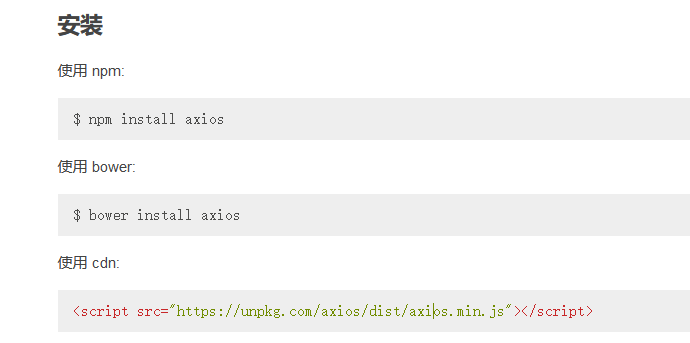 安装
使用 npm:
$ npm install axios
使用 bower:
$ bower install axios
使用 cdn:
<script src="https://unpkg.com/axios/dist/axios.min.js"></script>